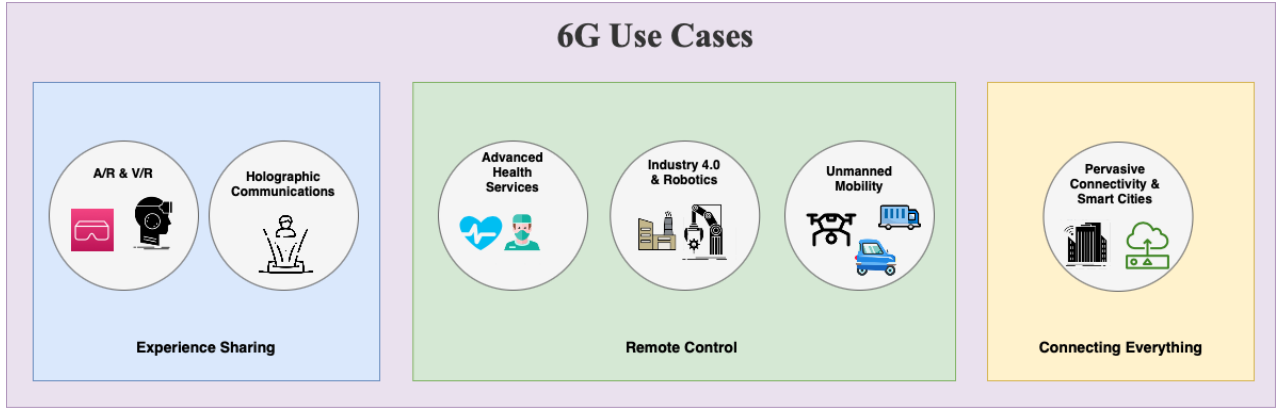 6G Use Cases
A/R & V/R
Holographic
Communications
Experience Sharing
Advanced
Health
Services
Industry 4.0
& Robotics
Unmanned
Mobility
Remote Control
Pervasive
Connectivity &
Smart Cities
Connecting Everything